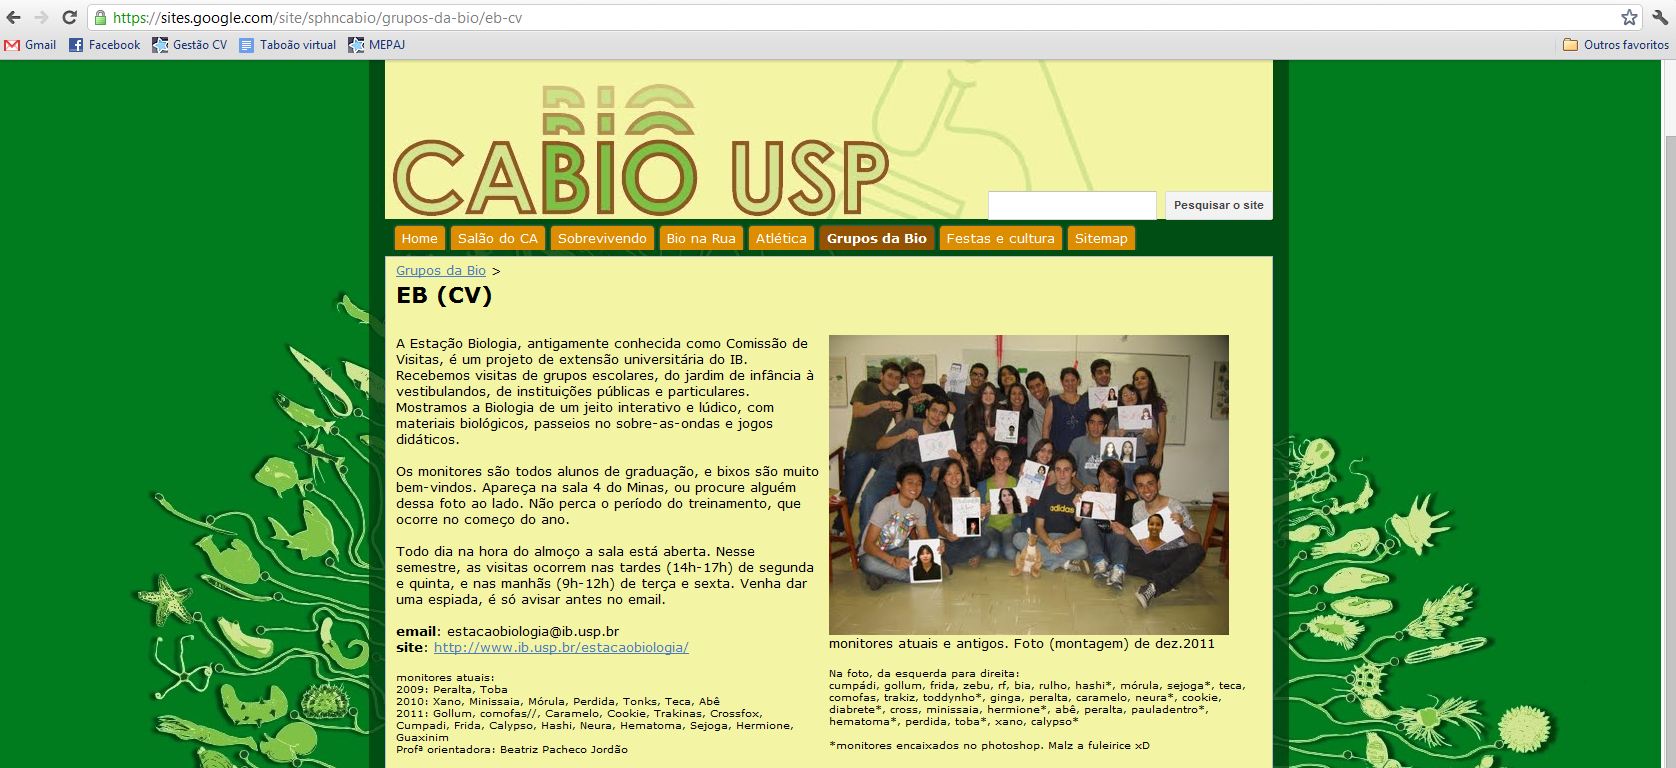 https://sites.google.com/site/sphncabio/grupos-da-bio/eb-cv
Gmail Facebook Gestão CV Taboão virtual MEPAJ Outros favoritos
BIO
BIO
CABIO USP
Pesquisar o site
Home Salão do CA Sobrevivendo Bio na Rua Atlética Grupos da Bio Festas e cultura Sitemap
Grupos da Bio >
EB (CV)
A Estação Biologia, antigamente conhecida como Comissão de
Visitas, é um projeto de extensão universitária do IB.
Recebemos visitas de grupos escolares, do jardim de infância à
vestibulandos, de instituições públicas e particulares.
Mostramos a Biologia de um jeito interativo e lúdico, com
materiais biológicos, passeios no sobre-as-ondas e jogos
didáticos.
Os monitores são todos alunos de graduação, e bixos são muito
bem-vindos. Apareça na sala 4 do Minas, ou procure alguém
dessa foto ao lado. Não perca o período do treinamento, que
ocorre no começo do ano.
Todo dia na hora do almoço a sala está aberta. Nesse
semestre, as visitas ocorrem nas tardes (14h-17h) de segunda
e quinta, e nas manhãs (9h-12h) de terça e sexta. Venha dar
uma espiada, é só avisar antes no email.
email: estacaobiologia@ib.usp.br
site: http://www.ib.usp.br/estacaobiologia/
monitores atuais:
2009: Peralta, Toba
2010: Xano, Minissaia, Mórula, Perdida, Tonks, Teca, Abê
2011: Gollum, comofas//, Caramelo, Cookie, Trakinas, Crossfox,
Cumpadi, Frida, Calypso, Hashi, Neura, Hematoma, Sejoga, Hermione,
Guaxinim
Profª orientadora: Beatriz Pacheco Jordão
adidas
monitores atuais e antigos. Foto (montagem) de dez.2011
Na foto, da esquerda para direita:
cumpádi, gollum, frida, zebu, rf, bia, rulho, hashi*, mórula, sejoga*, teca,
comofas, trakiz, toddynho*, ginga, peralta, caramelo, neura*, cookie,
diabrete*, cross, minissaia, hermione*, abê, peralta, pauladentro*,
hematoma*, perdida, toba*, xano, calypso*
*monitores encaixados no photoshop. Malz a fuleirice xD